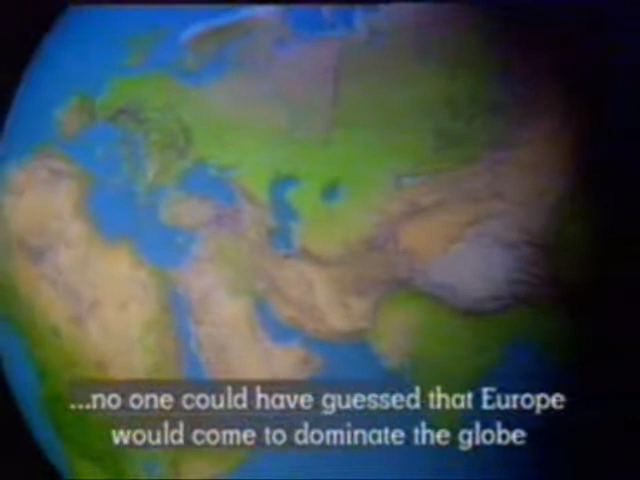 ...no one could have guessed that Europe
would come to dominate the globe